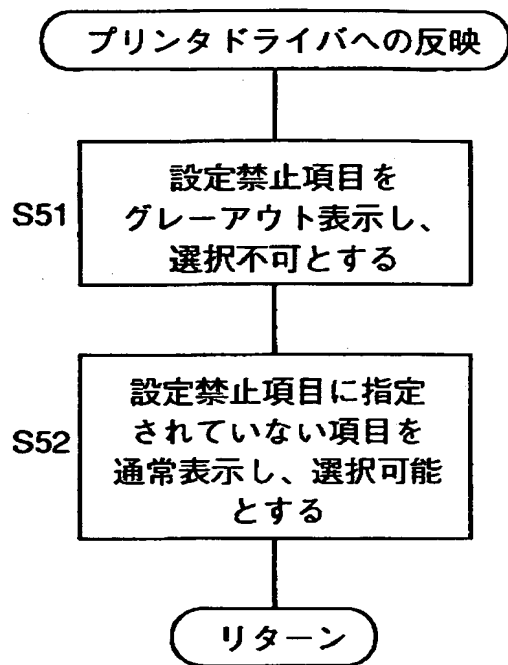 プリンタドライバへの反映
S51
設定禁止項目を
グレーアウト表示し、
選択不可とする
S52
設定禁止項目に指定
されていない項目を
通常表示し、選択可能
とする
リターン